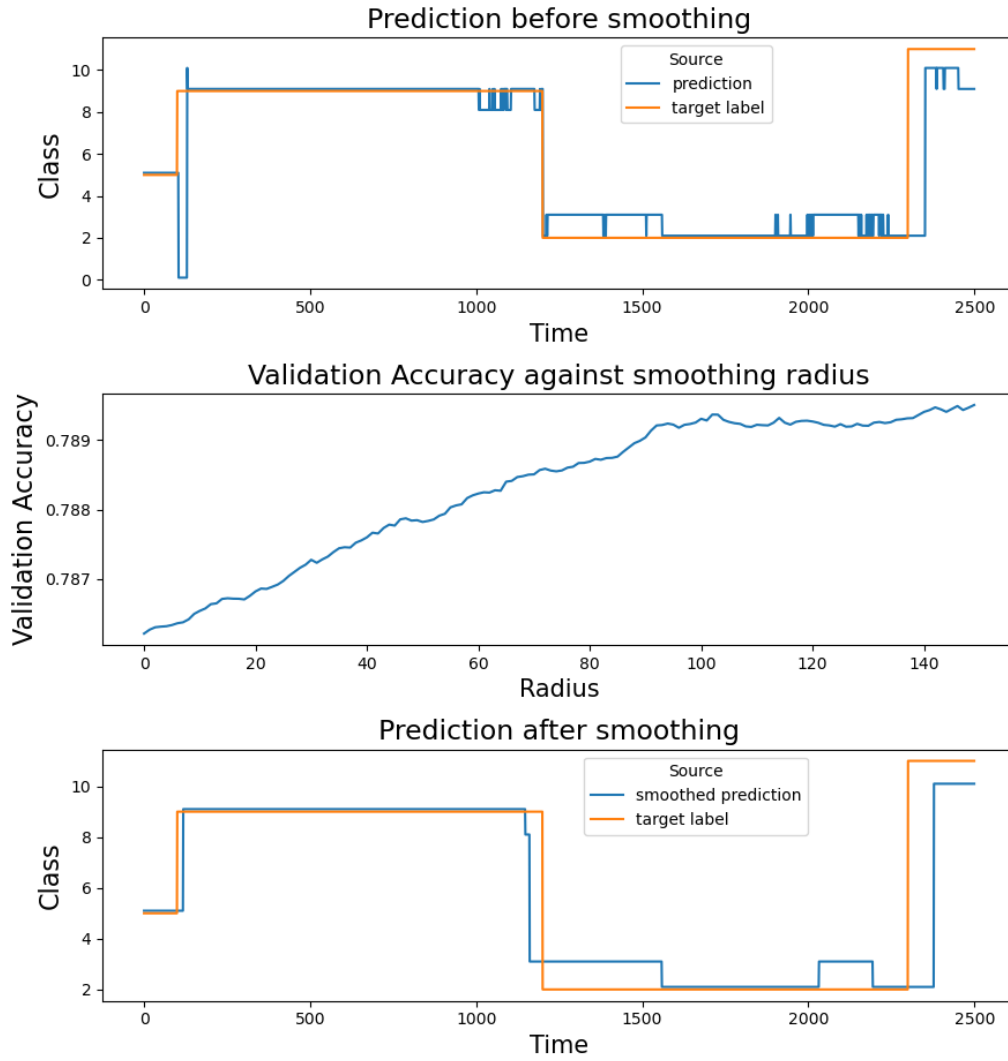 Prediction before smoothing
Class
10
8
6
4
2
0
Source
prediction
target label
0 500 1000 1500 2000 2500
Time
Validation Accuracy against smoothing radius
Validation Accuracy
0.789
0.788
0.787
0 20 40 60 80 100 120 140
Radius
Prediction after smoothing
Class
10
8
6
4
2
Source
smoothed prediction
target label
0 500 1000 1500 2000 2500
Time